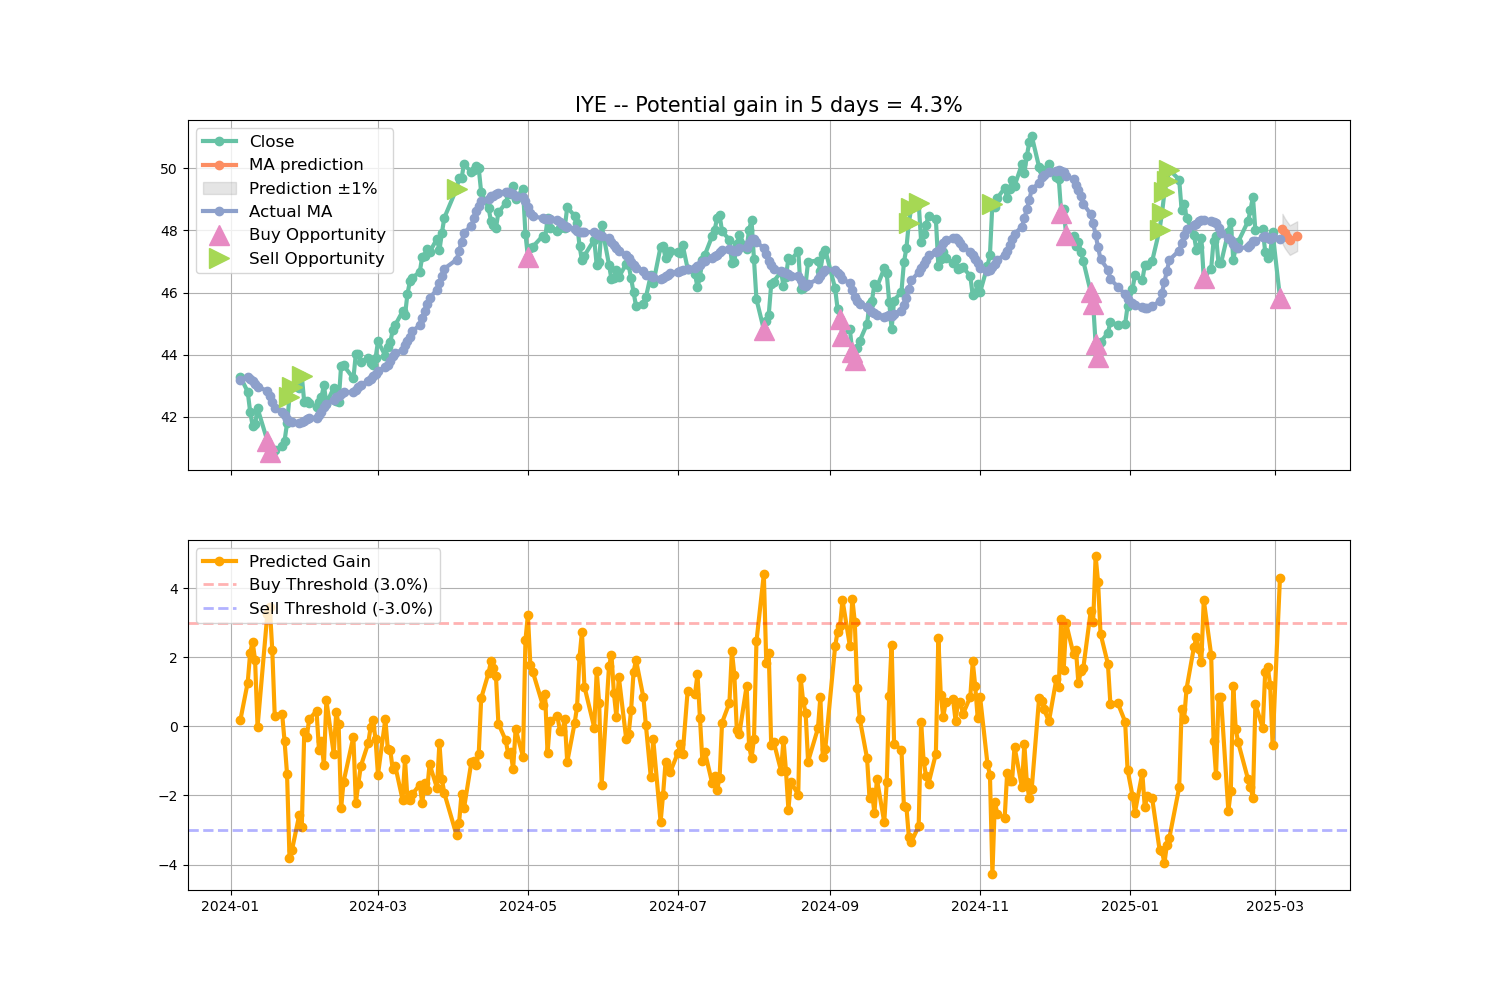 IYE -- Potential gain in 5 days = 4.3%
Close
MA prediction
Prediction ±1%
Actual MA
Buy Opportunity
Sell Opportunity
50
48
46
44
42
Predicted Gain
Buy Threshold (3.0%)
Sell Threshold (-3.0%)
4
2
0
−2
−4
2024-01 2024-03 2024-05 2024-07 2024-09 2024-11 2025-01 2025-03